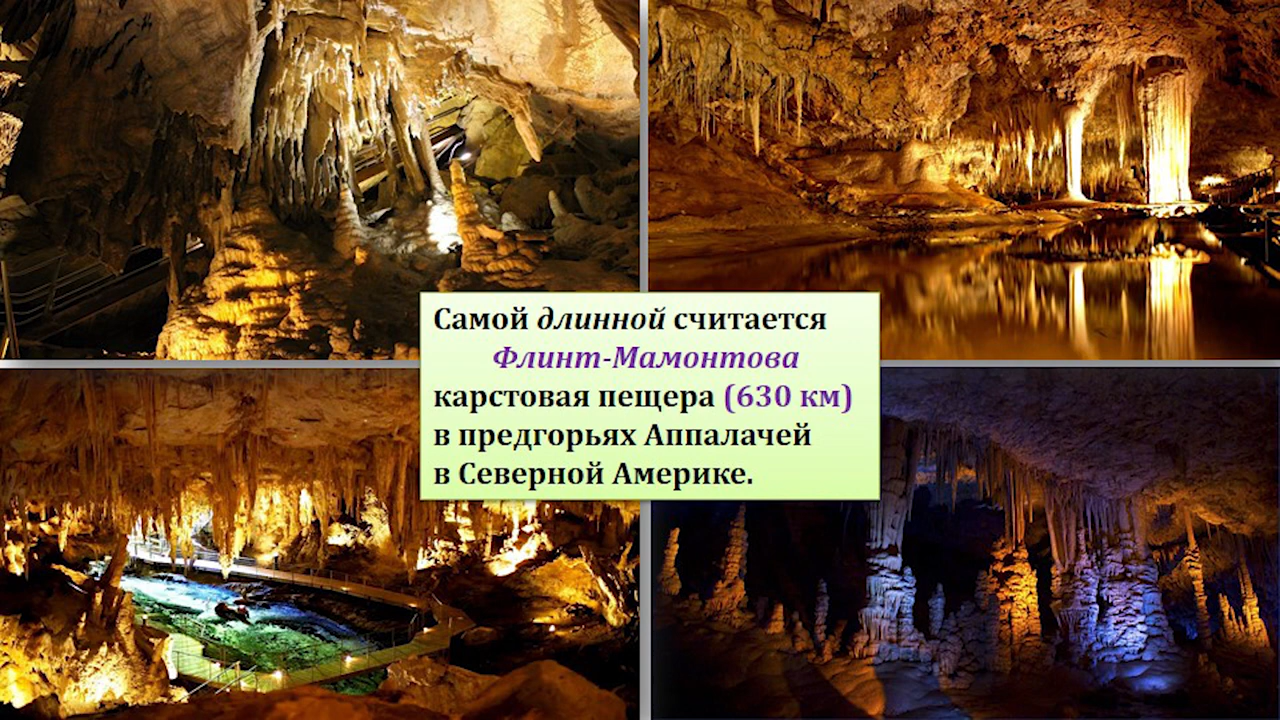 Самой длинной считается
Флинт-Мамонтова
карстовая пещера (630 км)
в предгорьях Аппалачей
в Северной Америке.